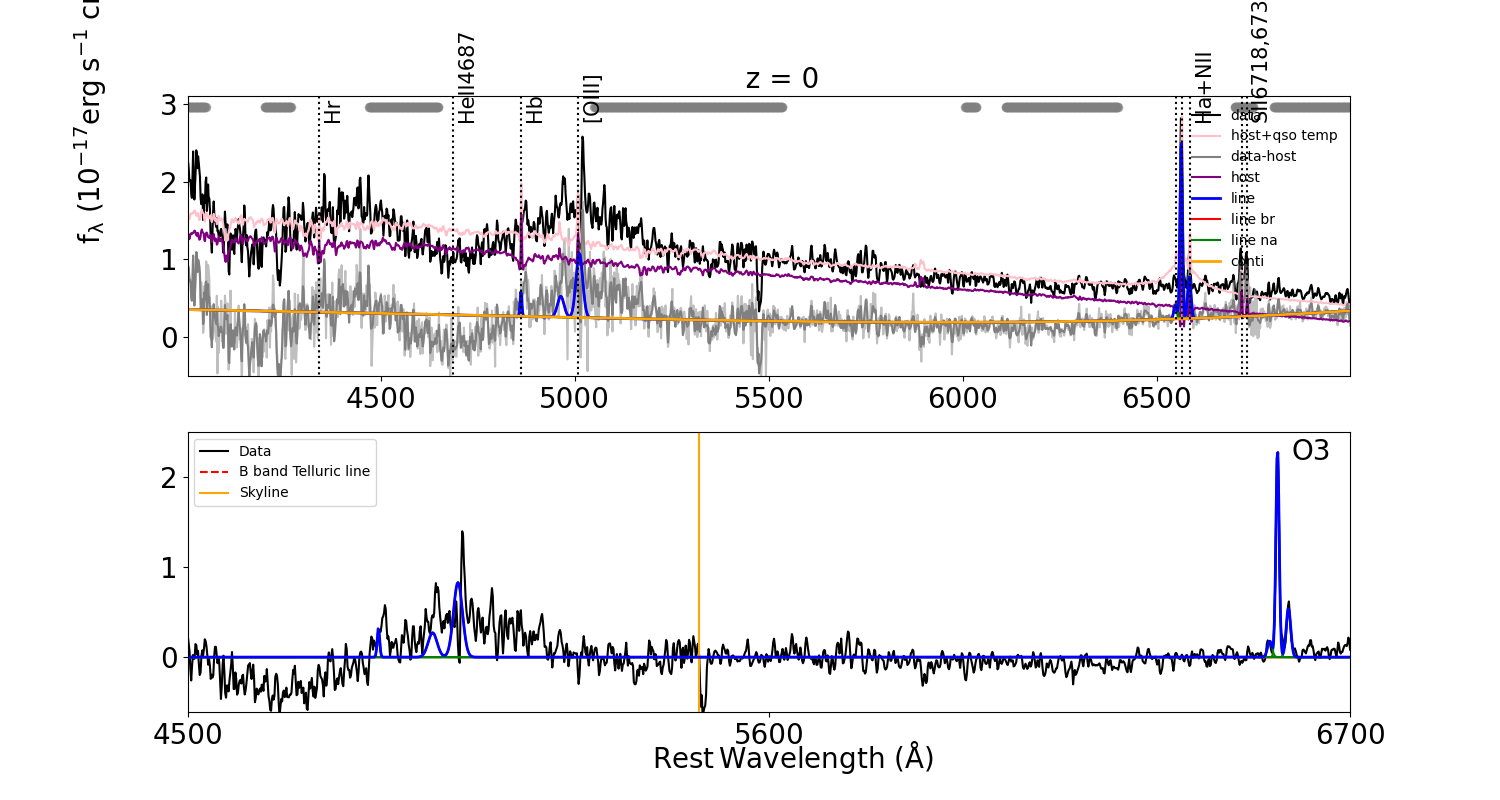 z = 0
fλ (10−17erg s−1 c
3
2
1
0
Hr
HeII4687
Hb
[OIII]
Ha+NII
SII6718,673
data
host+qso temp
data-host
host
line
line br
line na
conti
4500 5000 5500 6000 6500
2
1
0
Data
B band Telluric line
Skyline
O3
4500 5600 6700
Rest Wavelength (Å)